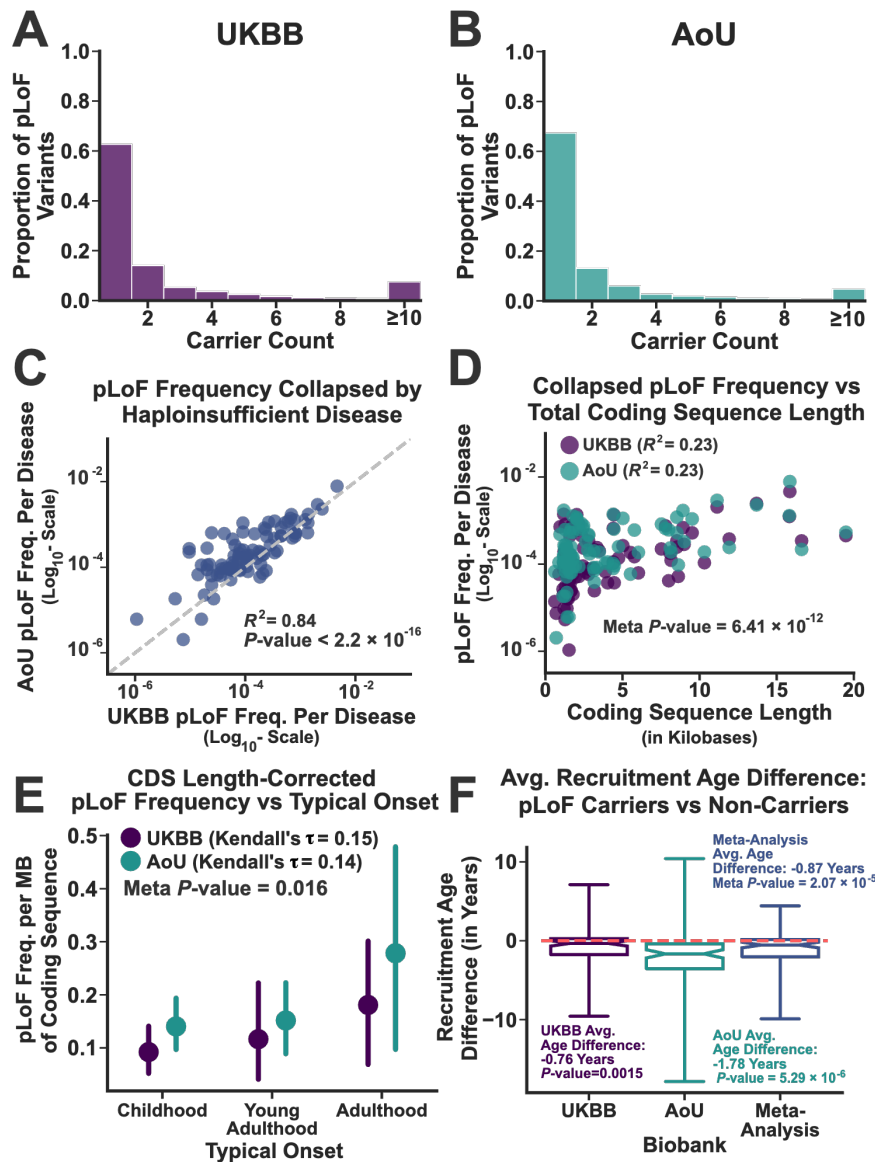 A
UKBB
Proportion of pLoF
Variants
1.0
0.8
0.6
0.4
0.2
0.0
2
4
6
8
≥10
Carrier Count
B
AoU
Proportion of pLoF
Variants
1.0
0.8
0.6
0.4
0.2
0.0
2
4
6
8
≥10
Carrier Count
C
pLoF Frequency Collapsed by
Haploinsufficient Disease
AoU pLoF Freq. Per Disease
(Log10- Scale)
10-2
10-4
10-6
R2= 0.84
P-value < 2.2 × 10-16
10-6
10-4
10-2
UKBB pLoF Freq. Per Disease
(Log10- Scale)
D
Collapsed pLoF Frequency vs
Total Coding Sequence Length
UKBB (R2= 0.23)
AoU (R2= 0.23)
pLoF Freq. Per Disease
(Log10- Scale)
10-2
10-4
10-6
Meta P-value = 6.41 × 10-12
0
5
10
15
20
Coding Sequence Length
(in Kilobases)
E
CDS Length-Corrected
pLoF Frequency vs Typical Onset
UKBB (Kendall's τ = 0.15)
AoU (Kendall's τ = 0.14)
Meta P-value = 0.016
pLoF Freq. per MB
of Coding Sequence
0.5
0.4
0.3
0.2
0.1
Childhood
Young
Adulthood
Adulthood
Typical Onset
F
Avg. Recruitment Age Difference:
pLoF Carriers vs Non-Carriers
Recruitment Age
Difference (in Years)
10
0
−10
Meta-Analysis
Avg. Age
Difference: -0.87 Years
Meta P-value = 2.07 × 10-5
UKBB Avg.
Age Difference:
-0.76 Years
P-value=0.0015
AoU Avg.
Age Difference:
-1.78 Years
P-value = 5.29 × 10-6
UKBB
AoU
Meta-
Analysis
Biobank